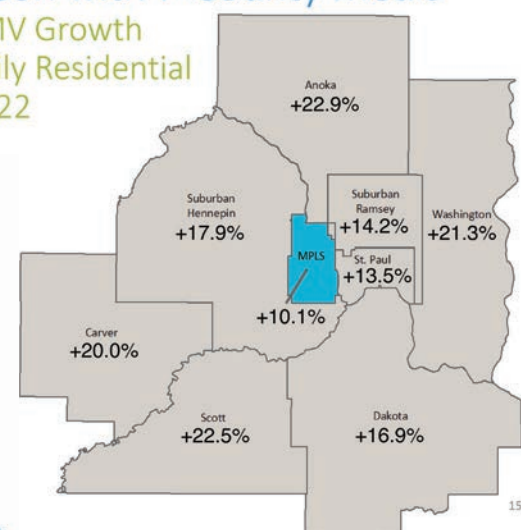 MV Growth
ily Residential
22
Anoka
+22.9%
Suburban
Hennepin
+17.9%
Suburban
Ramsey
+14.2%
Washington
+21.3%
MPLS
+10.1%
St. Paul
+13.5%
Carver
+20.0%
Scott
+22.5%
Dakota
+16.9%
15